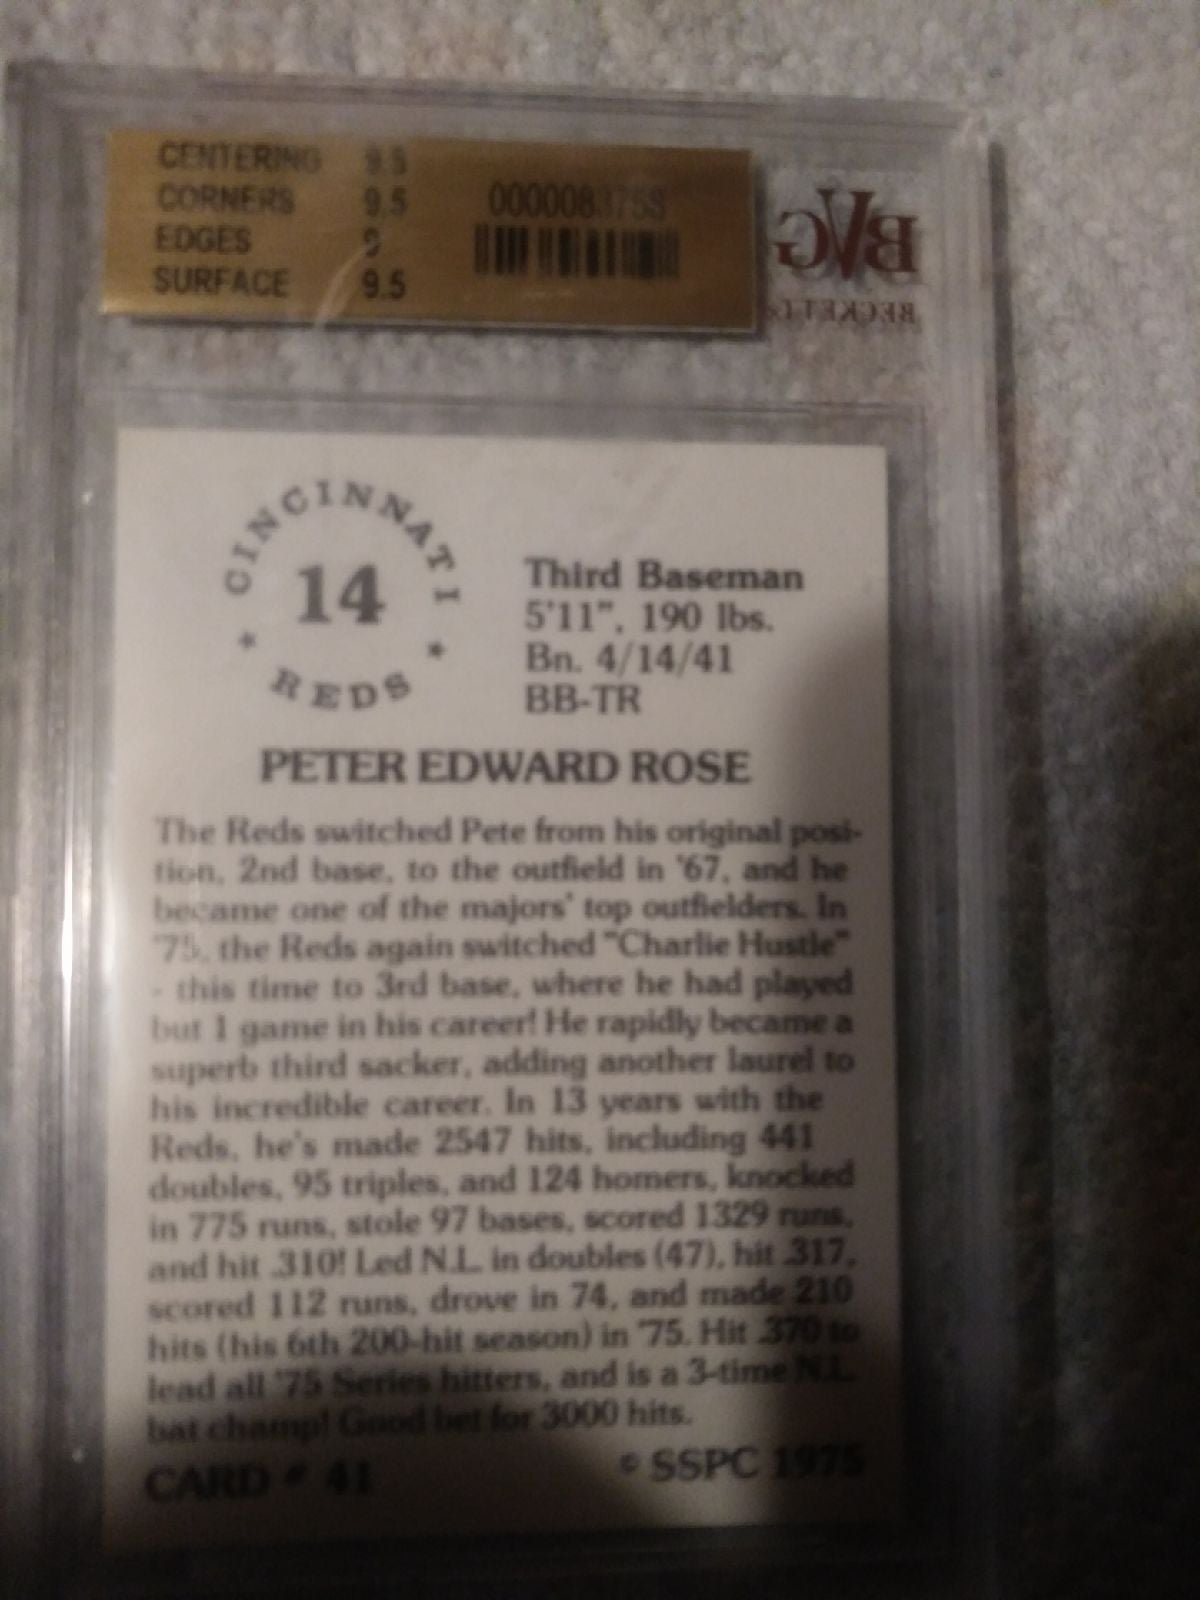 CENTERING 9.5
CORNERS 9.5
EDGES 9
SURFACE 9.5
BVG
BECKETT
CINCINNATI
14
* REDS *
Third Baseman
5'11", 190 lbs.
Bn. 4/14/41
BB-TR
PETER EDWARD ROSE
The Reds switched Pete from his original posi-
tion, 2nd base, to the outfield in '67, and he
became one of the majors' top outfielders. In
'75, the Reds again switched "Charlie Hustle"
- this time to 3rd base, where he had played
but 1 game in his career! He rapidly became a
superb third sacker, adding another laurel to
his incredible career. In 13 years with the
Reds, he's made 2547 hits, including 441
doubles, 95 triples, and 124 homers, knocked
in 775 runs, stole 97 bases, scored 1329 runs,
and hit .310! Led N.L. in doubles (47), hit .317,
scored 112 runs, drove in 74, and made 210
hits (his 6th 200-hit season) in '75. Hit .370 to
lead all '75 Series hitters, and is a 3-time N.L.
bat champ! Good bet for 3000 hits.
CARD # 41 © SSPC 1975